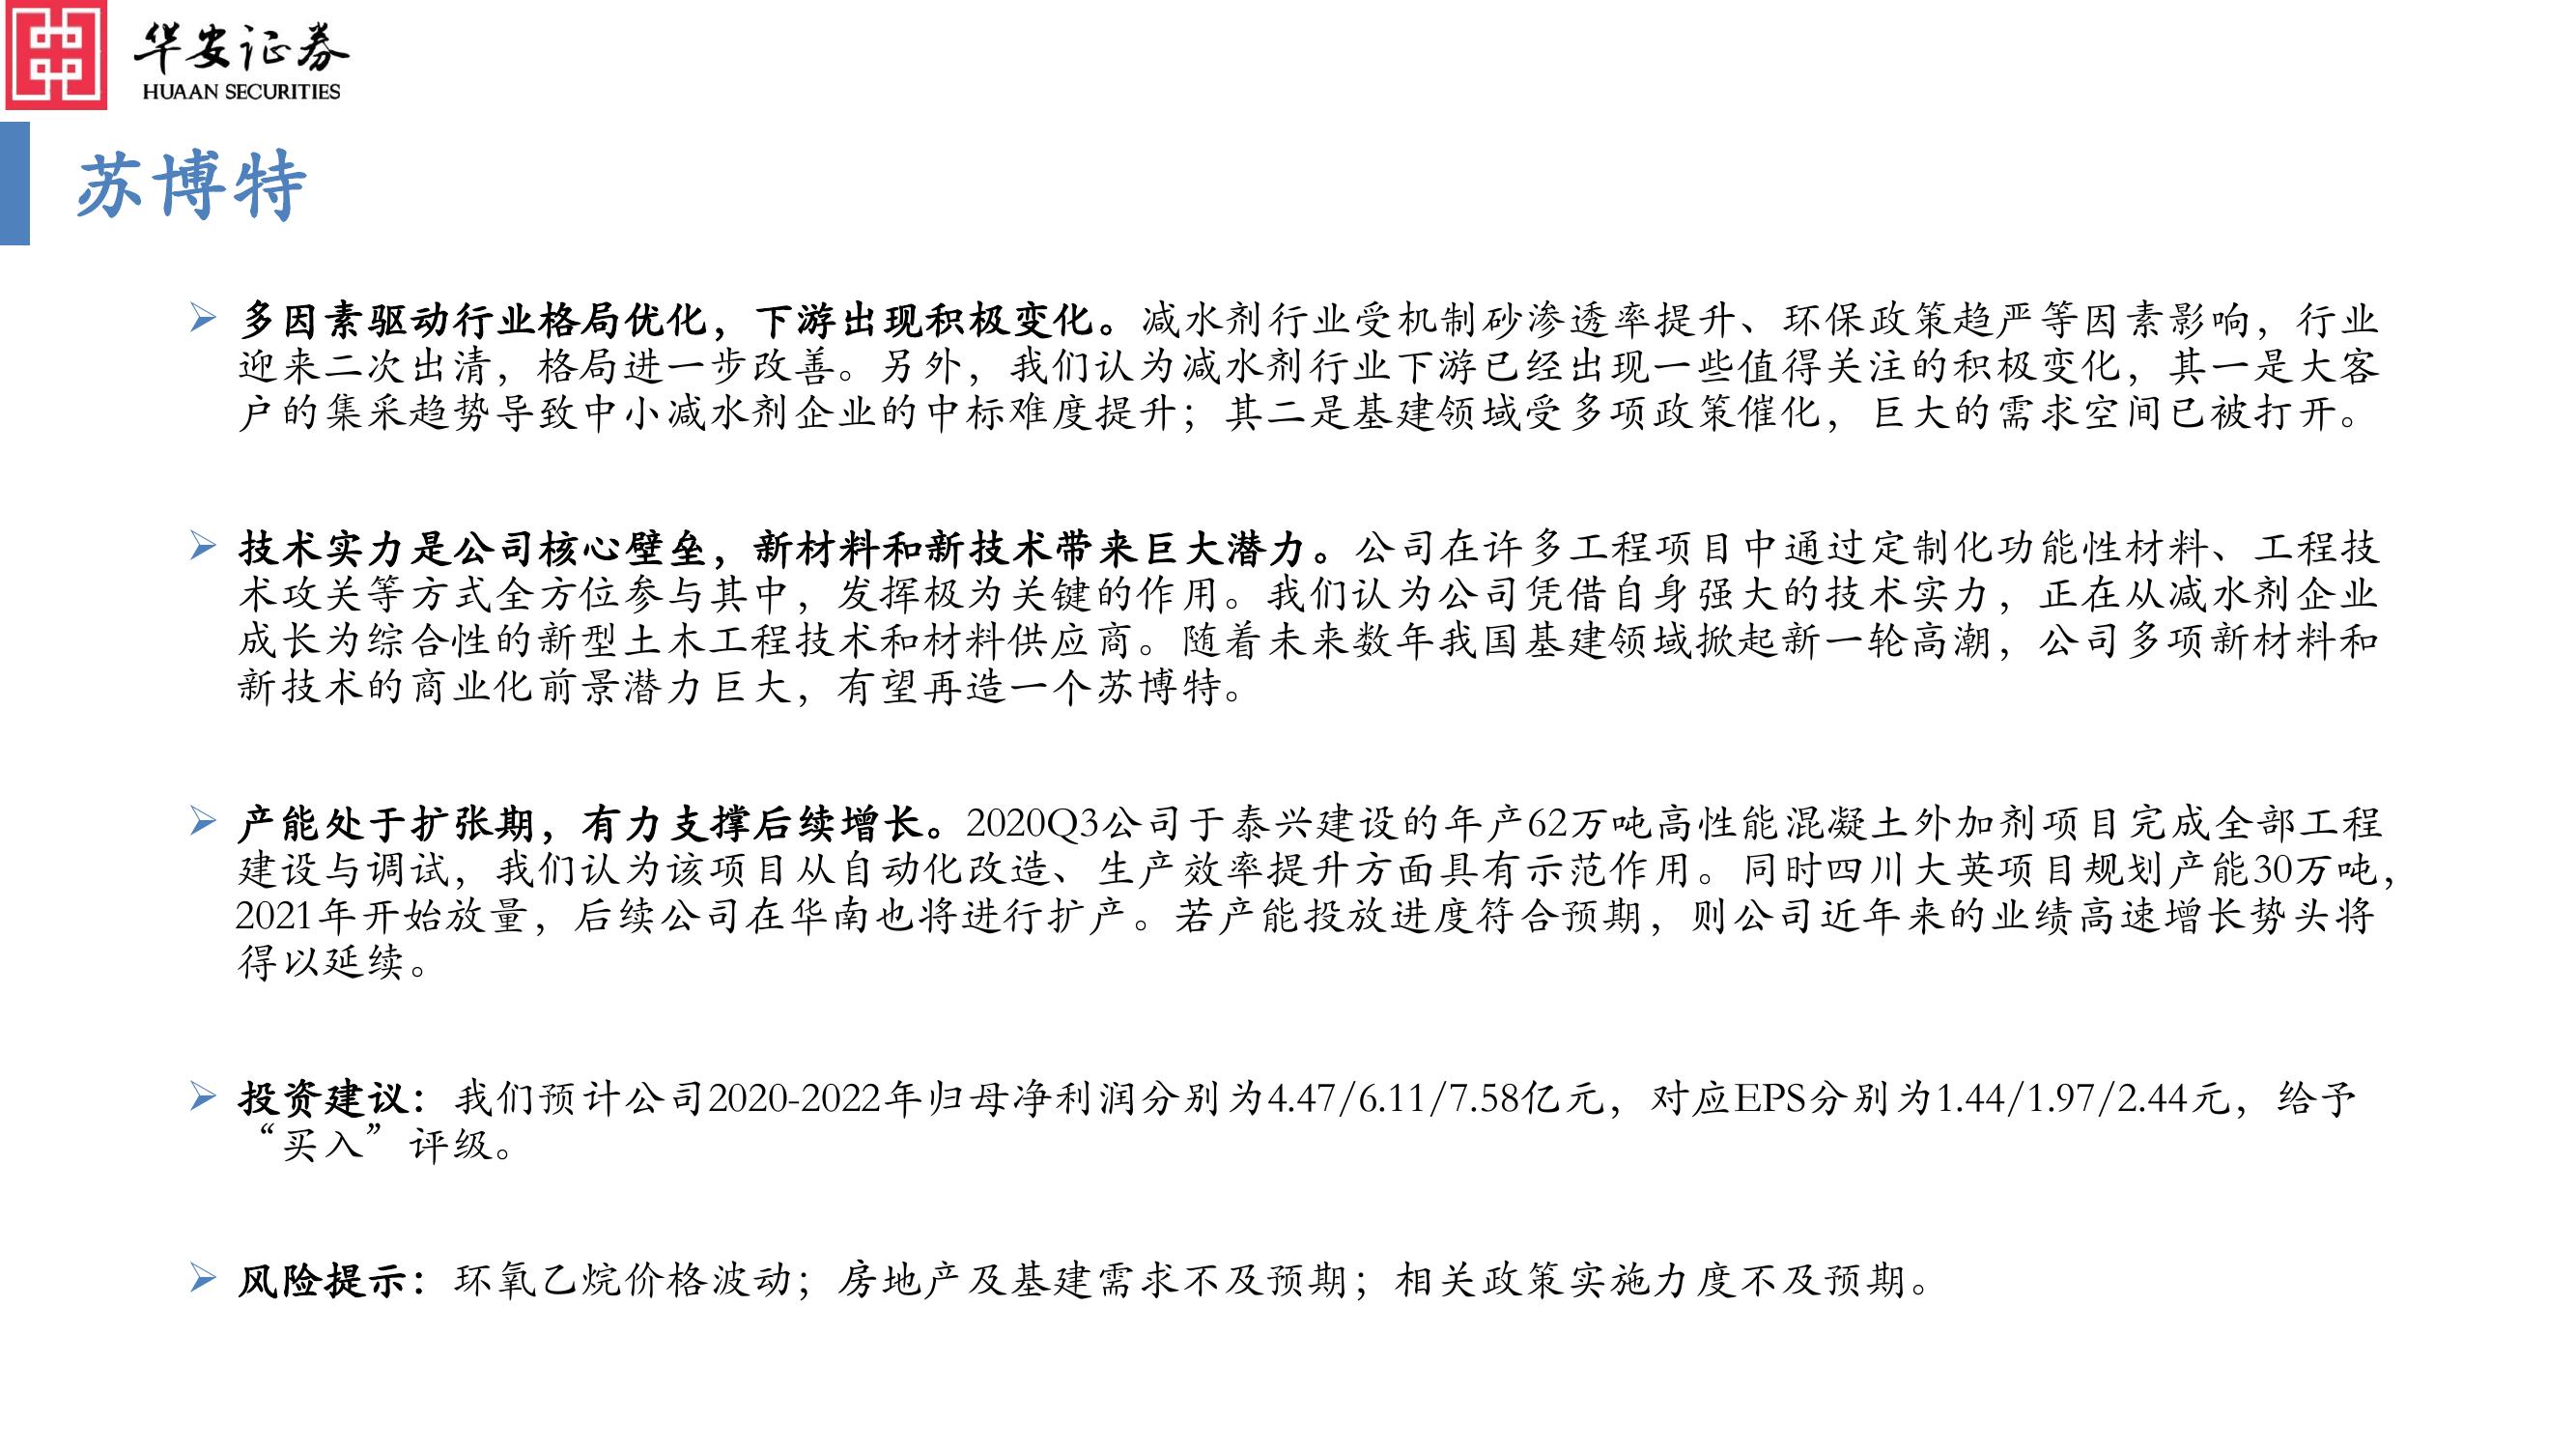 华安证券
HUAAN SECURITIES
苏博特
多因素驱动行业格局优化，下游出现积极变化。减水剂行业受机制砂渗透率提升、环保政策趋严等因素影响，行业
迎来二次出清，格局进一步改善。另外，我们认为减水剂行业下游已经出现一些值得关注的积极变化，其一是大客
户的集采趋势导致中小减水剂企业的中标难度提升；其二是基建领域受多项政策催化，巨大的需求空间已被打开。
技术实力是公司核心壁垒，新材料和新技术带来巨大潜力。公司在许多工程项目中通过定制化功能性材料、工程技
术攻关等方式全方位参与其中，发挥极为关键的作用。我们认为公司凭借自身强大的技术实力，正在从减水剂企业
成长为综合性的新型土木工程技术和材料供应商。随着未来数年我国基建领域掀起新一轮高潮，公司多项新材料和
新技术的商业化前景潜力巨大，有望再造一个苏博特。
产能处于扩张期，有力支撑后续增长。2020Q3公司于泰兴建设的年产62万吨高性能混凝土外加剂项目完成全部工程
建设与调试，我们认为该项目从自动化改造、生产效率提升方面具有示范作用。同时四川大英项目规划产能30万吨，
2021年开始放量，后续公司在华南也将进行扩产。若产能投放进度符合预期，则公司近年来的业绩高速增长势头将
得以延续。
投资建议：我们预计公司2020-2022年归母净利润分别为4.47/6.11/7.58亿元，对应EPS分别为1.44/1.97/2.44元，给予
“买入”评级。
风险提示：环氧乙烷价格波动；房地产及基建需求不及预期；相关政策实施力度不及预期。